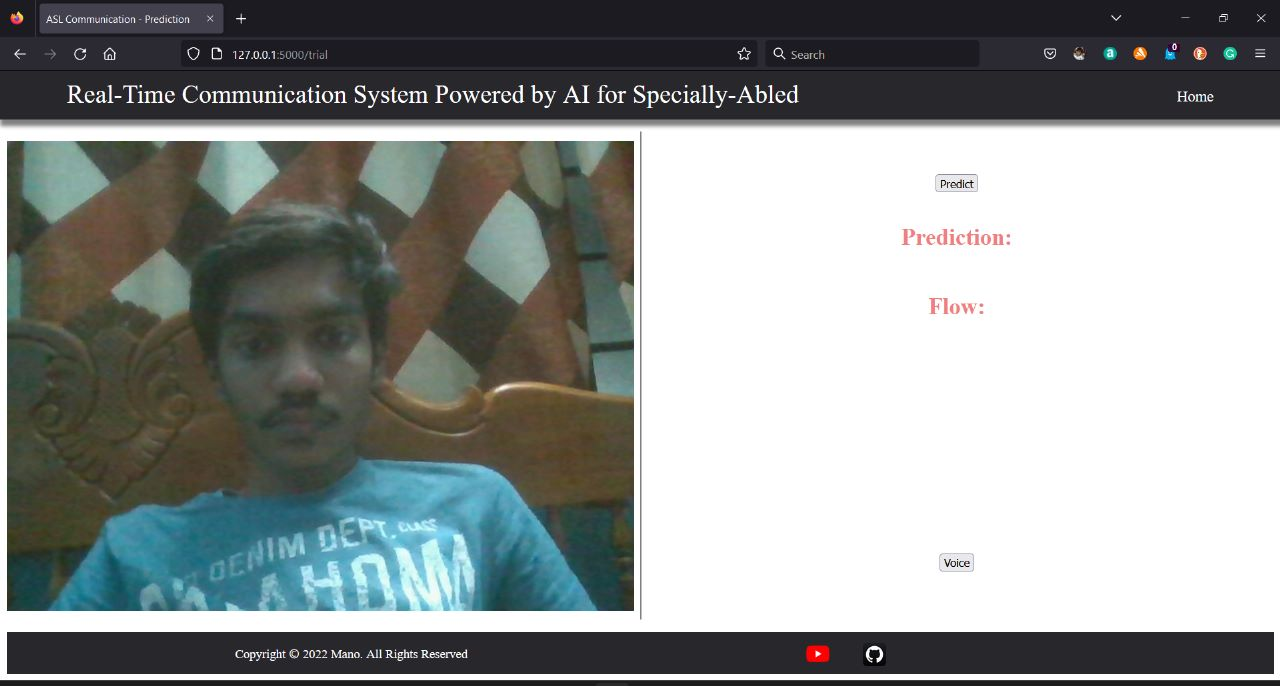 ASL Communication - Prediction
127.0.0.1:5000/trial
Search
0
Real-Time Communication System Powered by AI for Specially-Abled
Home
Predict
Prediction:
Flow:
DENIM DEPT. CLASS
Voice
Copyright © 2022 Mano. All Rights Reserved